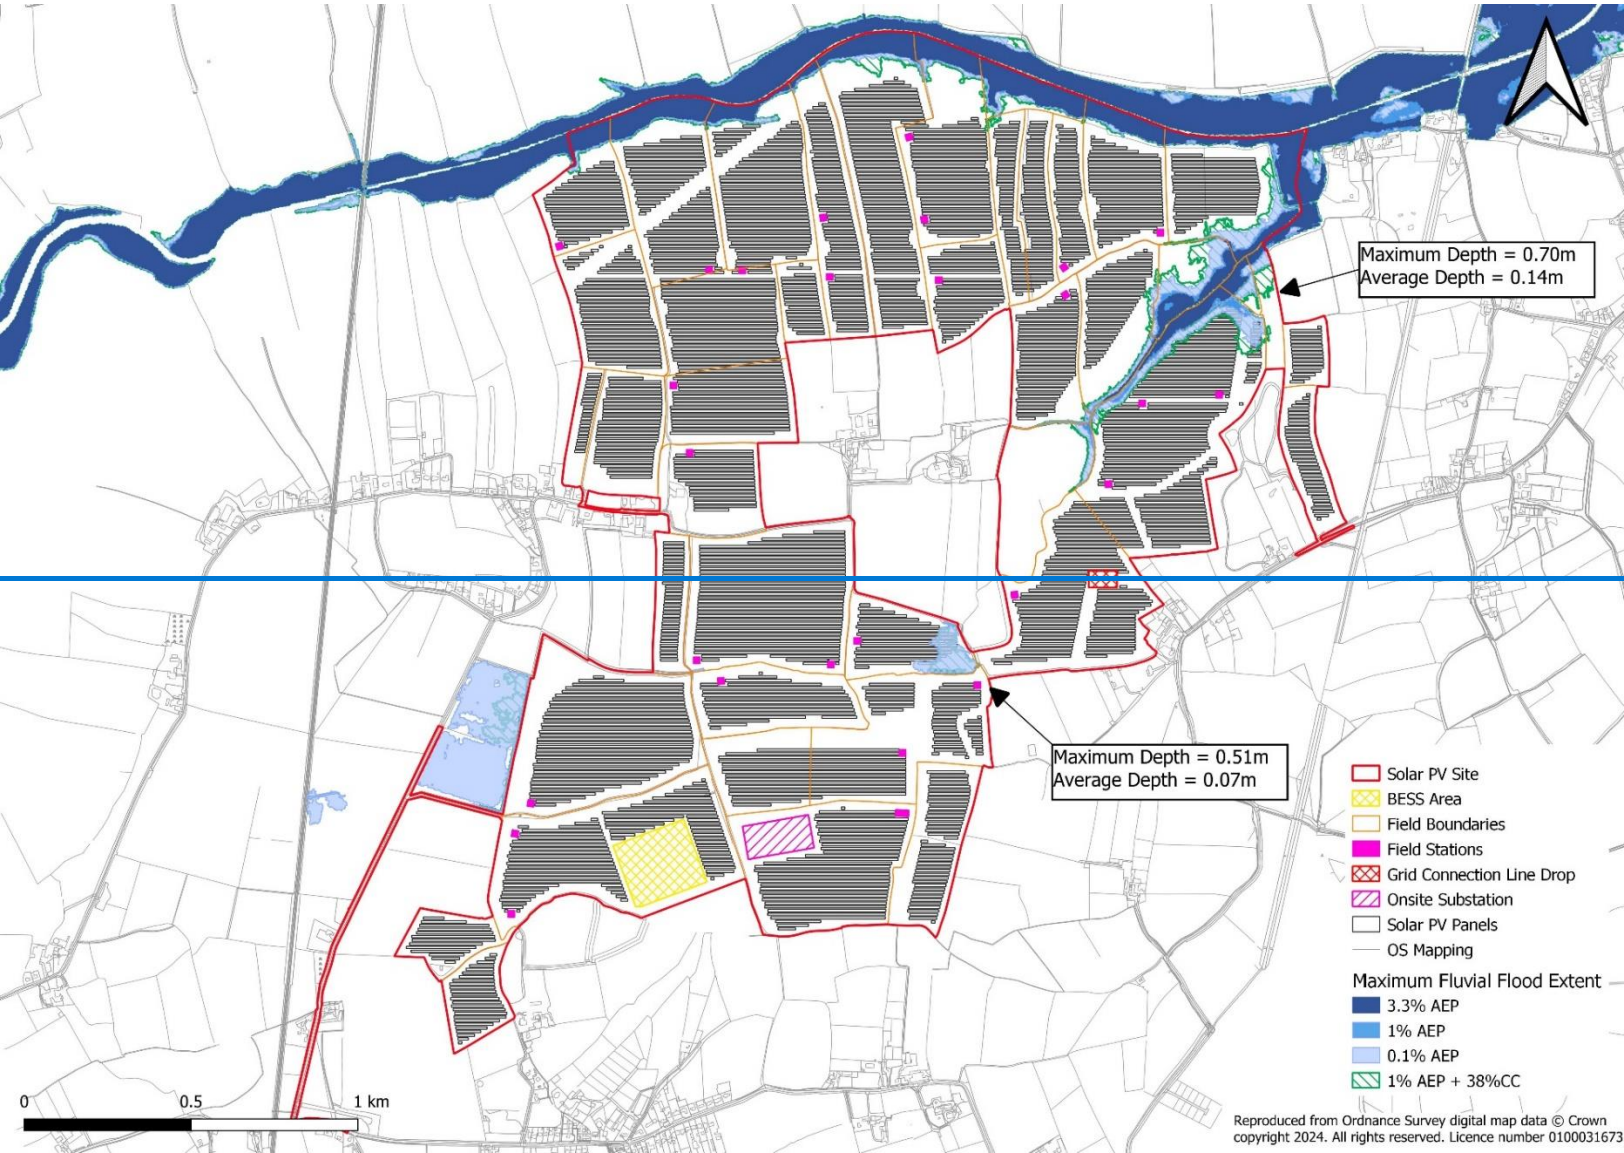 Maximum Depth = 0.70m
Average Depth = 0.14m
Maximum Depth = 0.51m
Average Depth = 0.07m
Solar PV Site
BESS Area
Field Boundaries
Field Stations
Grid Connection Line Drop
Onsite Substation
Solar PV Panels
OS Mapping
Maximum Fluvial Flood Extent
3.3% AEP
1% AEP
0.1% AEP
1% AEP + 38%CC
0 0.5 1 km
Reproduced from Ordnance Survey digital map data © Crown
copyright 2024. All rights reserved. Licence number 0100031673